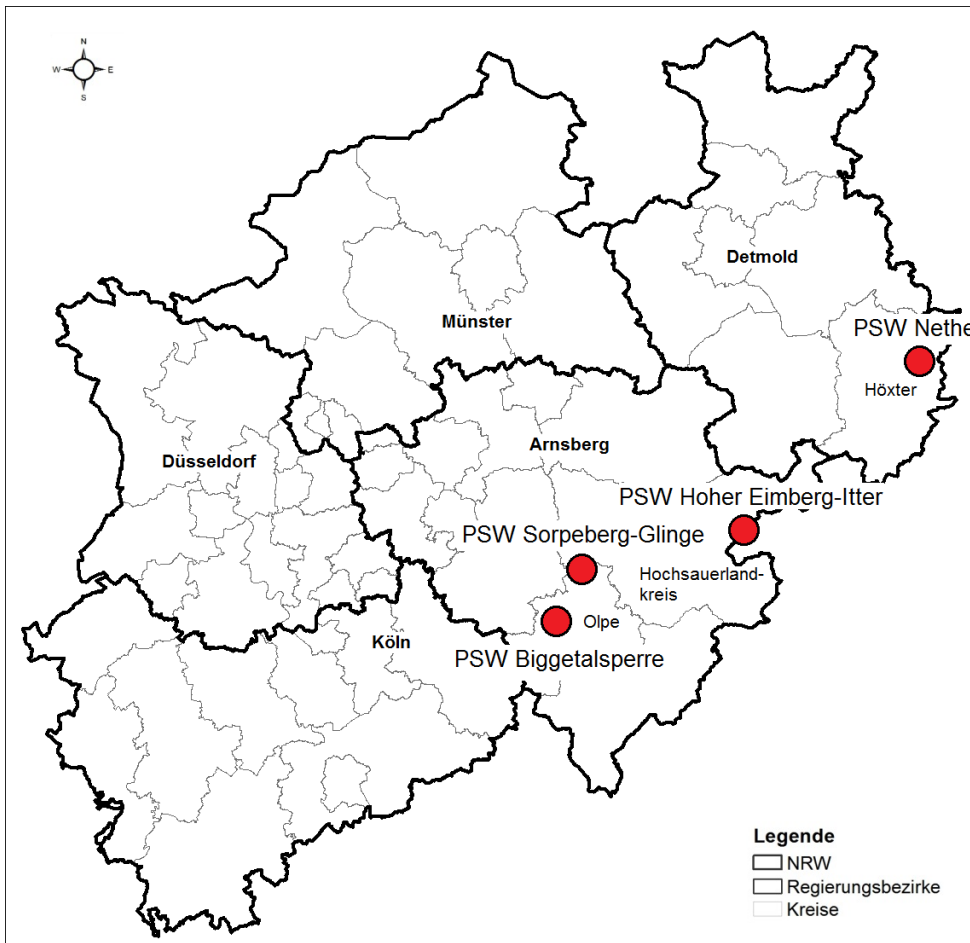 N
W E
S
Detmold
Münster
PSW Nethe
Höxter
Arnsberg
Düsseldorf
PSW Hoher Eimberg-Itter
PSW Sorpeberg-Glinge
Hochsauerland-
kreis
Olpe
Köln
PSW Biggetalsperre
Legende
NRW
Regierungsbezirke
Kreise